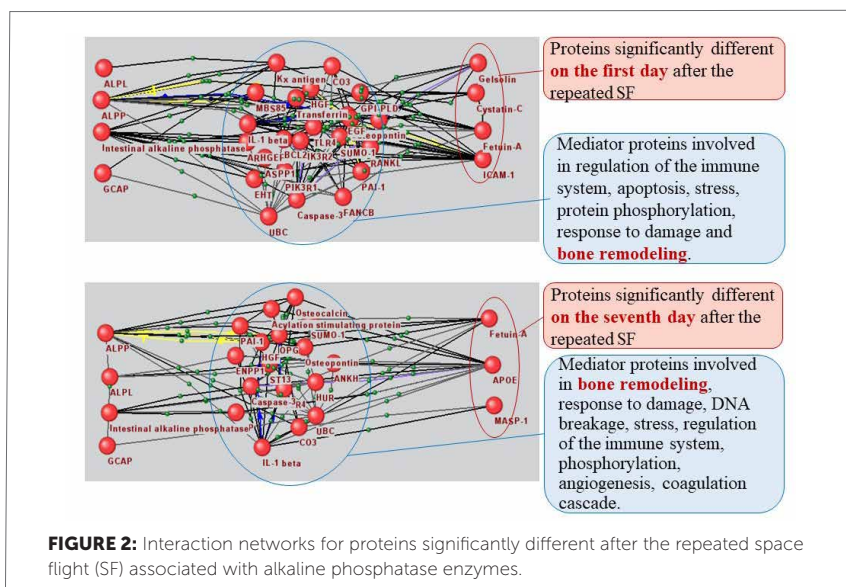 ALPL
ALPP
Intestinal alkaline phosphatase
GCAP
Kx antigen
CO3
MBS85
HGF
GPI PLD
Transferrin
EGF
IL-1 beta
TLR4
BCL2
IK3R2
SUMO-1
ARHGEF
RANKL
ASPP1
PIK3R1
PAI-1
EHT
Caspase-3
FANCB
UBC
Gelsolin
Cystatin-C
Fetuin-A
ICAM-1
Proteins significantly different
on the first day after the
repeated SF
Mediator proteins involved
in regulation of the immune
system, apoptosis, stress,
protein phosphorylation,
response to damage and
bone remodeling.
ALPP
ALPL
Intestinal alkaline phosphatase
GCAP
Osteocalcin
Acylation stimulating protein
SUMO-1
PAI-1
OPG
HGF
Osteopontin
ENPP1
ST13
ANKH
Caspase-3
R4
HUR
UBC
CO3
IL-1 beta
Fetuin-A
APOE
MASP-1
Proteins significantly different
on the seventh day after the
repeated SF
Mediator proteins involved
in bone remodeling,
response to damage, DNA
breakage, stress, regulation
of the immune system,
phosphorylation,
angiogenesis, coagulation
cascade.
FIGURE 2: Interaction networks for proteins significantly different after the repeated space
flight (SF) associated with alkaline phosphatase enzymes.